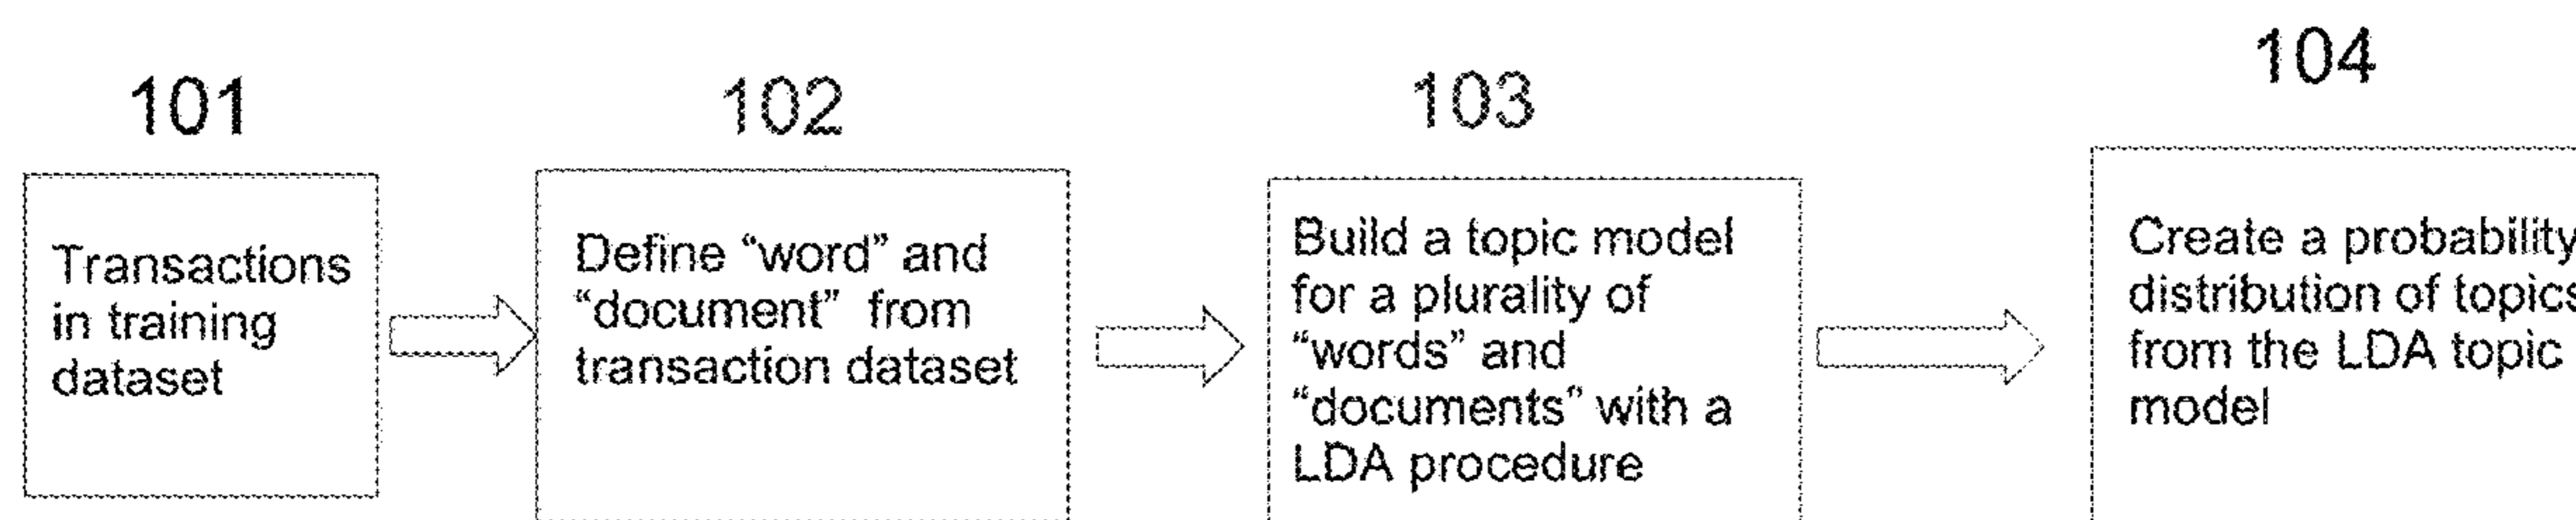 101
Transactions
in training
dataset
102
Define “word” and
“document” from
transaction dataset
103
Build a topic model
for a plurality of
“words” and
“documents” with a
LDA procedure
104
Create a probability
distribution of topics
from the LDA topic
model